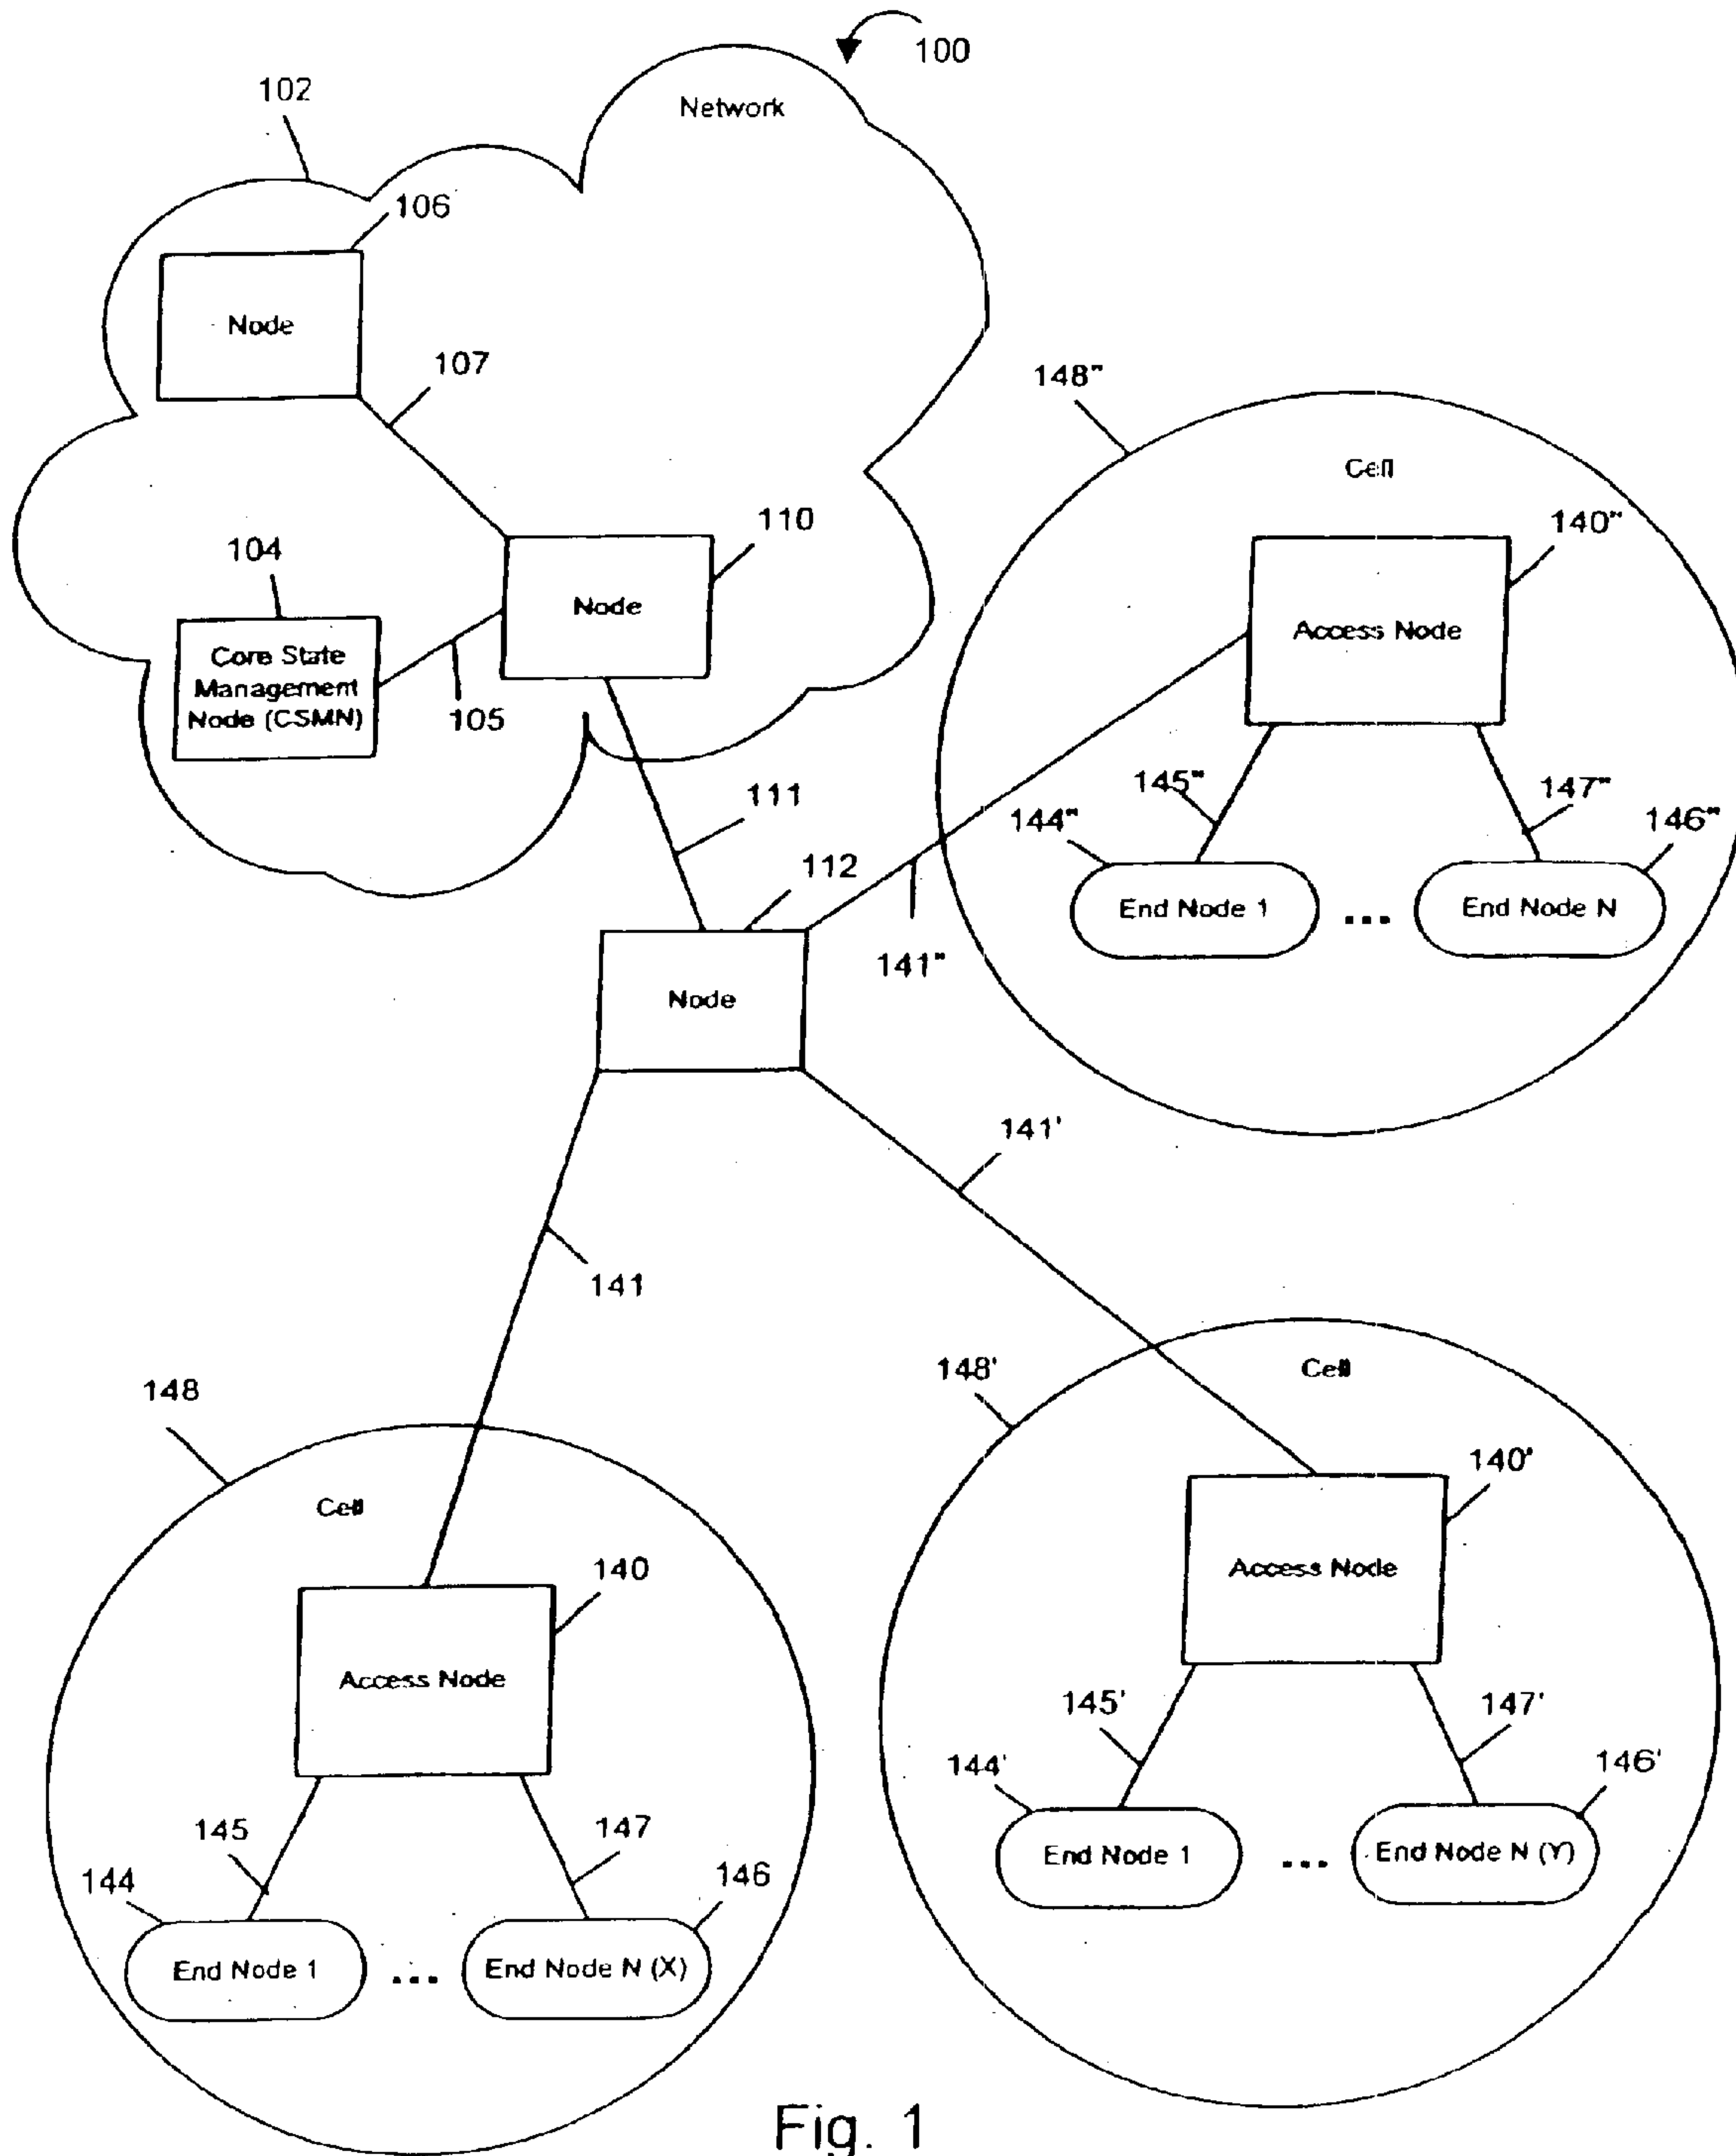 100
102
Network
106
Node
107
148"
Cell
104
110
140"
Node
Access Node
Core State
Management
Node (CSMN)
105
111
145"
147"
144"
146"
112
End Node 1
...
End Node N
141"
Node
141'
141
148'
Cell
148
140'
Cell
140
Access Node
Access Node
145'
147'
144'
146'
145
147
End Node 1
...
End Node N (Y)
144
146
End Node 1
...
End Node N (X)
Fig. 1